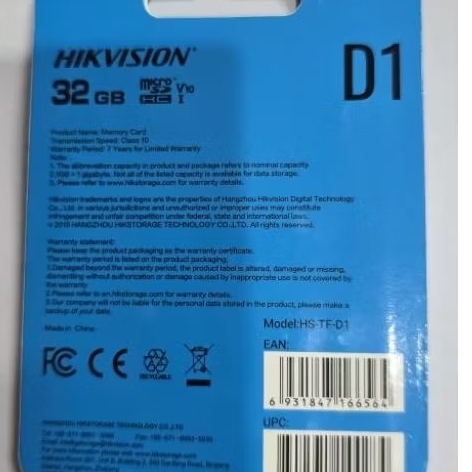 HIKVISION®
D1
32 GB micro SD HC V10 I
Product Name: Memory Card
Transmission Speed: Class 10
Warranty Period: 7 Years for Limited Warranty
Note:
1. The abbreviation capacity in product and package refers to nominal capacity.
2. 1GB = 1 gigabyte. Not all of the listed capacity is available for data storage.
3. Please refer to www.hikstorage.com for warranty details.
Hikvision trademarks and logos are the properties of Hangzhou Hikvision Digital Technology
Co., Ltd. in various jurisdictions and unauthorized or improper uses may constitute
infringement and unfair competition under federal, state and international laws.
© 2019 HANGZHOU HIKSTORAGE TECHNOLOGY CO.,LTD. All rights reserved.
Warranty statement:
Please keep the product packaging as the warranty certificate.
The warranty period is listed on the product packaging.
1.Damaged beyond the warranty period, the product label is altered, damaged or missing,
dismantling without authorization or damage caused by inappropriate use is not covered by
the warranty
2.Please refer to en.hikstorage.com for warranty details.
3.Our company will not be liable for the personal data stored in the product, please make a
backup of your data.
Made in China
Model:HS-TF-D1
EAN:
FC CE RECYCLABLE
6 931847 166564
HANGZHOU HIKSTORAGE TECHNOLOGY CO.,LTD
UPC: